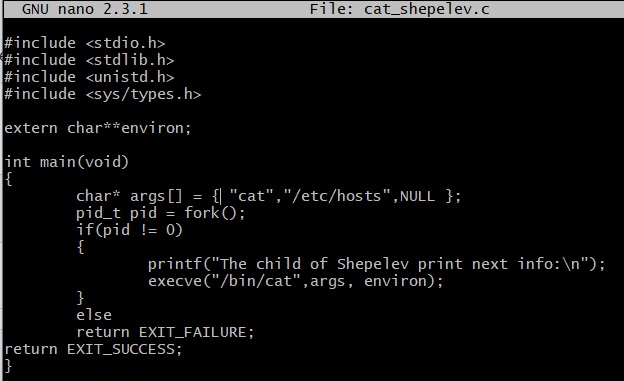 GNU nano 2.3.1 File: cat_shepelev.c
#include <stdio.h>
#include <stdlib.h>
#include <unistd.h>
#include <sys/types.h>
extern char**environ;
int main(void)
{
char* args[] = { "cat","/etc/hosts",NULL };
pid_t pid = fork();
if(pid != 0)
{
printf("The child of Shepelev print next info:\n");
execve("/bin/cat",args, environ);
}
else
return EXIT_FAILURE;
return EXIT_SUCCESS;
}